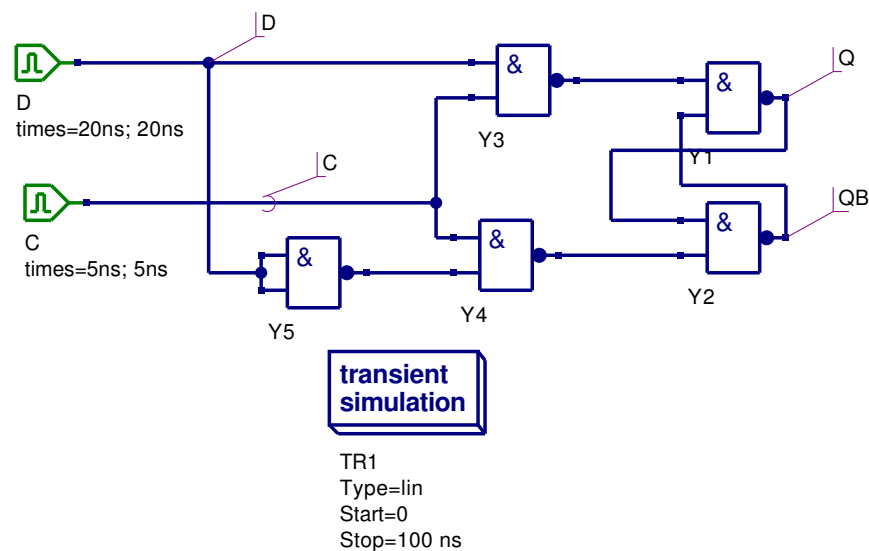 D
D
times=20ns; 20ns
&
Y3
&
Y1
Q
C
C
times=5ns; 5ns
&
Y5
&
Y4
&
Y2
QB
transient
simulation
TR1
Type=lin
Start=0
Stop=100 ns